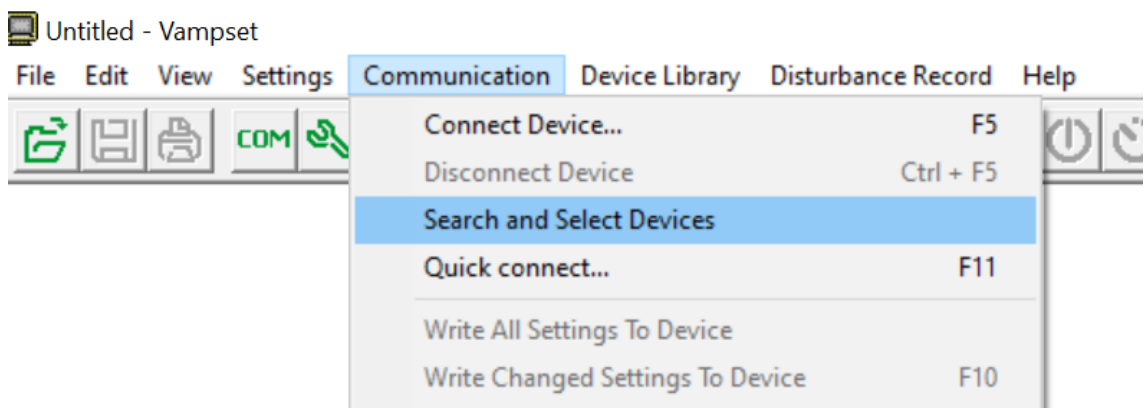 Untitled - Vampset
File Edit View Settings Communication Device Library Disturbance Record Help
COM
Connect Device... F5
Disconnect Device Ctrl + F5
Search and Select Devices
Quick connect... F11
Write All Settings To Device
Write Changed Settings To Device F10